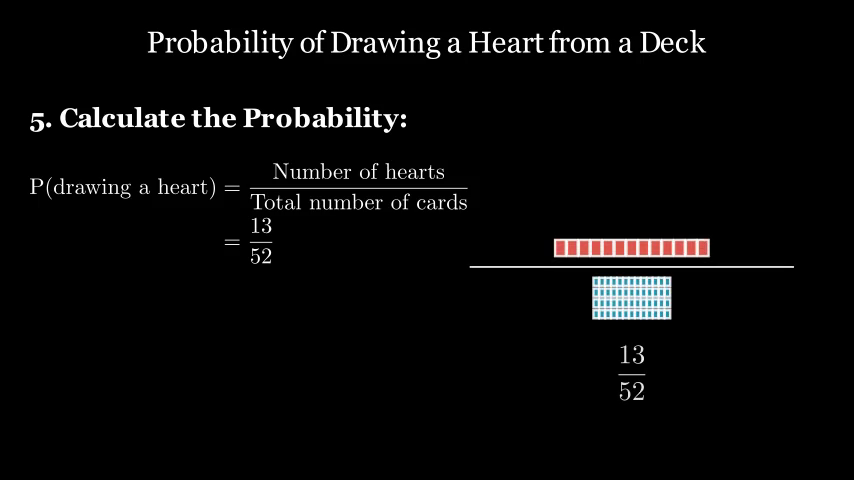 Probability of Drawing a Heart from a Deck
5. Calculate the Probability:
P(drawing a heart) = Number of hearts / Total number of cards
= 13 / 52
13 / 52